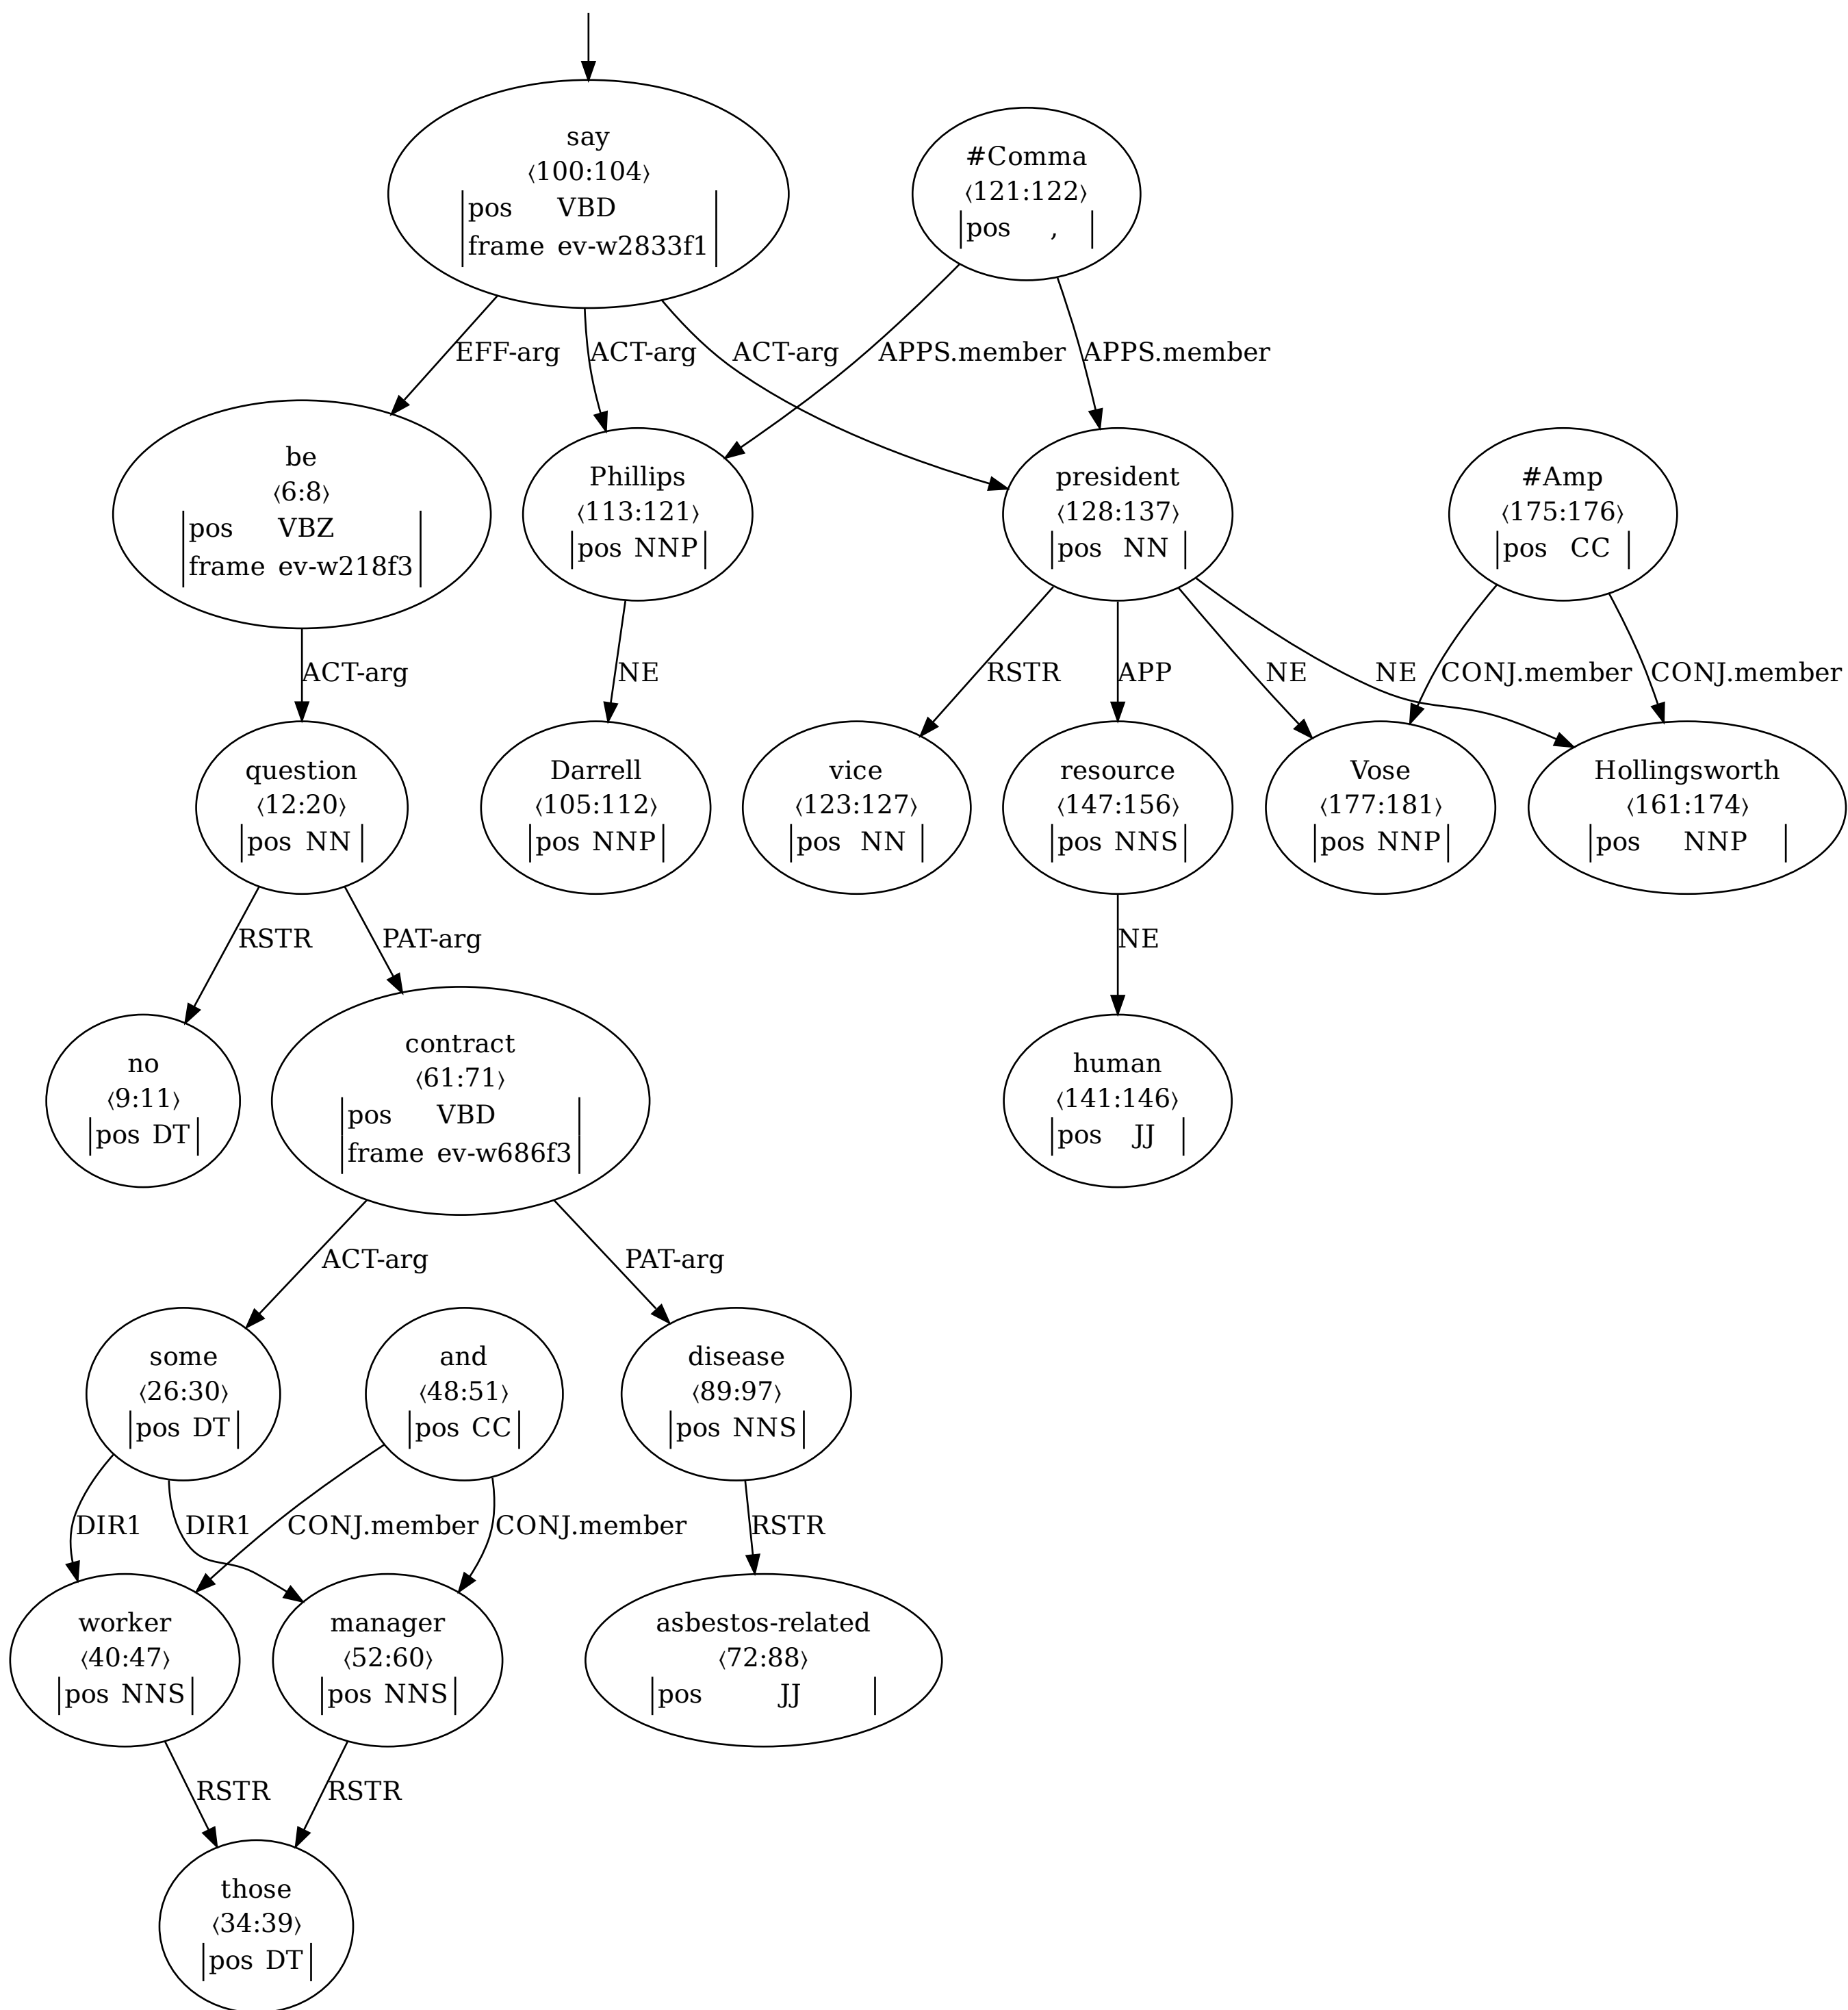 say
⟨100:104⟩
pos VBD
frame ev-w2833f1
#Comma
⟨121:122⟩
pos ,
EFF-arg
ACT-arg
ACT-arg
APPS.member
APPS.member
be
⟨6:8⟩
pos VBZ
frame ev-w218f3
Phillips
⟨113:121⟩
pos NNP
president
⟨128:137⟩
pos NN
#Amp
⟨175:176⟩
pos CC
ACT-arg
NE
RSTR
APP
NE
NE
CONJ.member
CONJ.member
question
⟨12:20⟩
pos NN
Darrell
⟨105:112⟩
pos NNP
vice
⟨123:127⟩
pos NN
resource
⟨147:156⟩
pos NNS
Vose
⟨177:181⟩
pos NNP
Hollingsworth
⟨161:174⟩
pos NNP
RSTR
PAT-arg
NE
no
⟨9:11⟩
pos DT
contract
⟨61:71⟩
pos VBD
frame ev-w686f3
human
⟨141:146⟩
pos JJ
ACT-arg
PAT-arg
some
⟨26:30⟩
pos DT
and
⟨48:51⟩
pos CC
disease
⟨89:97⟩
pos NNS
DIR1
DIR1
CONJ.member
CONJ.member
RSTR
worker
⟨40:47⟩
pos NNS
manager
⟨52:60⟩
pos NNS
asbestos-related
⟨72:88⟩
pos JJ
RSTR
RSTR
those
⟨34:39⟩
pos DT